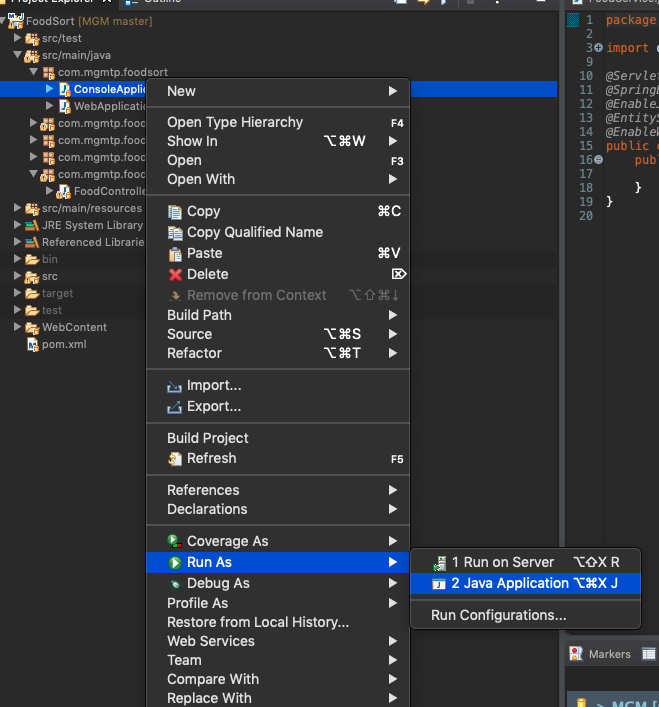 Project Explorer
Outline
FoodSort [MGM master]
src/test
src/main/java
com.mgmtp.foodsort
ConsoleApplic
WebApplicatio
com.mgmtp.food
com.mgmtp.food
com.mgmtp.food
com.mgmtp.food
FoodControlle
src/main/resources
JRE System Library
Referenced Librarie
bin
src
target
test
WebContent
pom.xml
New
Open Type Hierarchy F4
Show In ⌥⌘W
Open F3
Open With
Copy ⌘C
Copy Qualified Name
Paste ⌘V
Delete ⌦
Remove from Context ⌥⇧⌘↓
Build Path
Source ⌥⌘S
Refactor ⌥⌘T
Import...
Export...
Build Project
Refresh F5
References
Declarations
Coverage As
Run As
Debug As
Profile As
Restore from Local History...
Web Services
Team
Compare With
Replace With
1 Run on Server ⌥⇧X R
2 Java Application ⌥⌘X J
Run Configurations...
1 package
2
3 import
9
10 @Servlet
11 @Spring
12 @Enable
13 @EntityS
14 @Enable
15 public
16 pub
17
18 }
19 }
20
Markers
> MGM [